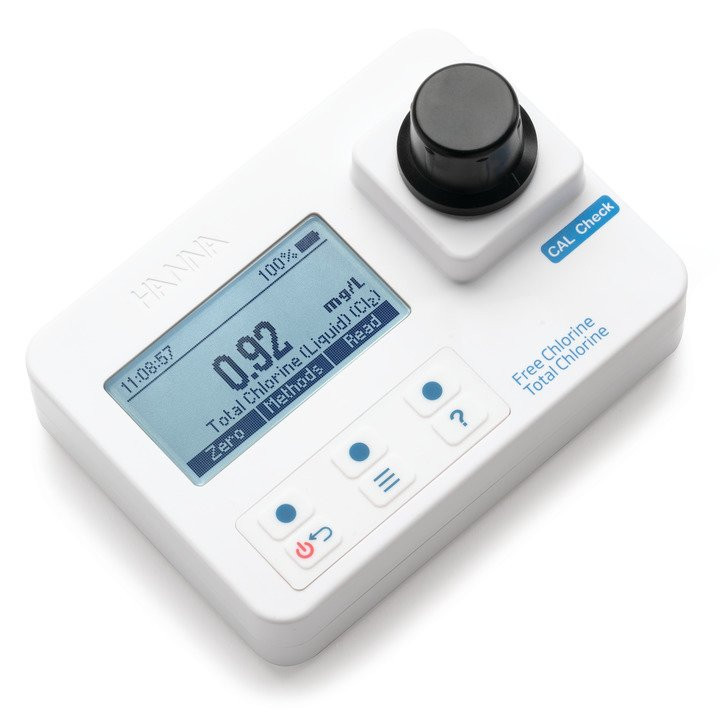 HANNA
CAL Check
11:08:57 100%
0.92 mg/L
Total Chlorine (Liquid) (Cl₂)
Zero Methods Read
Free Chlorine
Total Chlorine
?